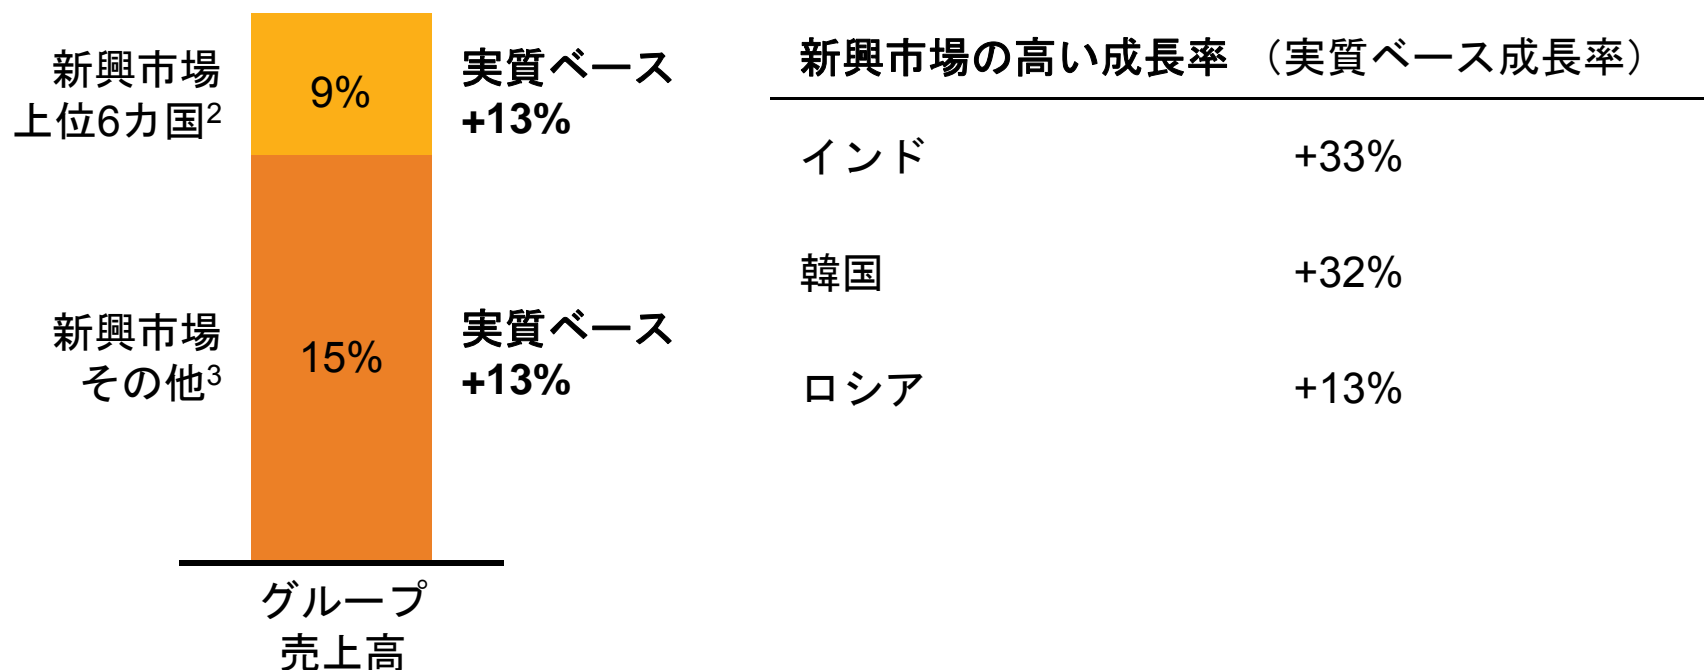 新興市場
上位6カ国2
9%
実質ベース
+13%
新興市場
その他3
15%
実質ベース
+13%
グループ
売上高
新興市場の高い成長率 （実質ベース成長率）
インド +33%
韓国 +32%
ロシア +13%